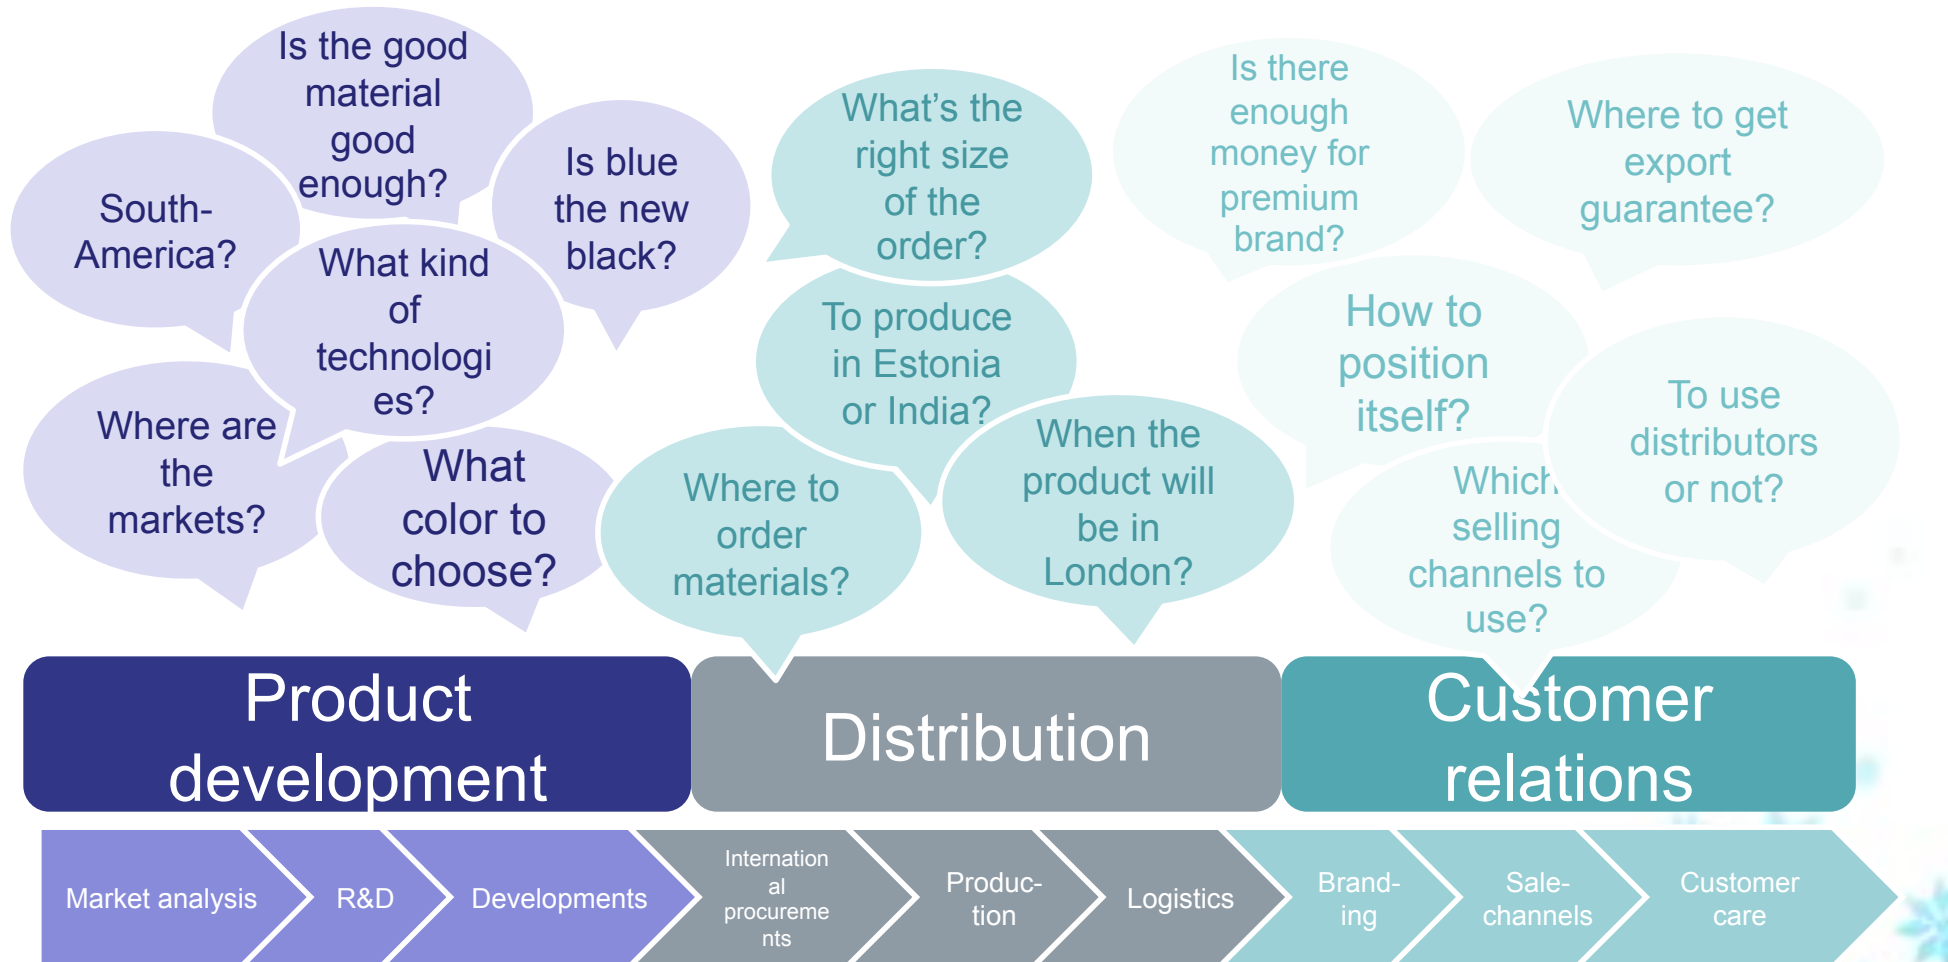 Is the good
material
good
enough?
South-
America?
Is blue
the new
black?
What kind
of
technologi
es?
Where are
the
markets?
What
color to
choose?
What's the
right size
of the
order?
To produce
in Estonia
or India?
Where to
order
materials?
When the
product will
be in
London?
Is there
enough
money for
premium
brand?
Where to get
export
guarantee?
How to
position
itself?
To use
distributors
or not?
Which
selling
channels to
use?
Product
development
Distribution
Customer
relations
Market analysis
R&D
Developments
Internation
al
procureme
nts
Produc-
tion
Logistics
Brand-
ing
Sale-
channels
Customer
care